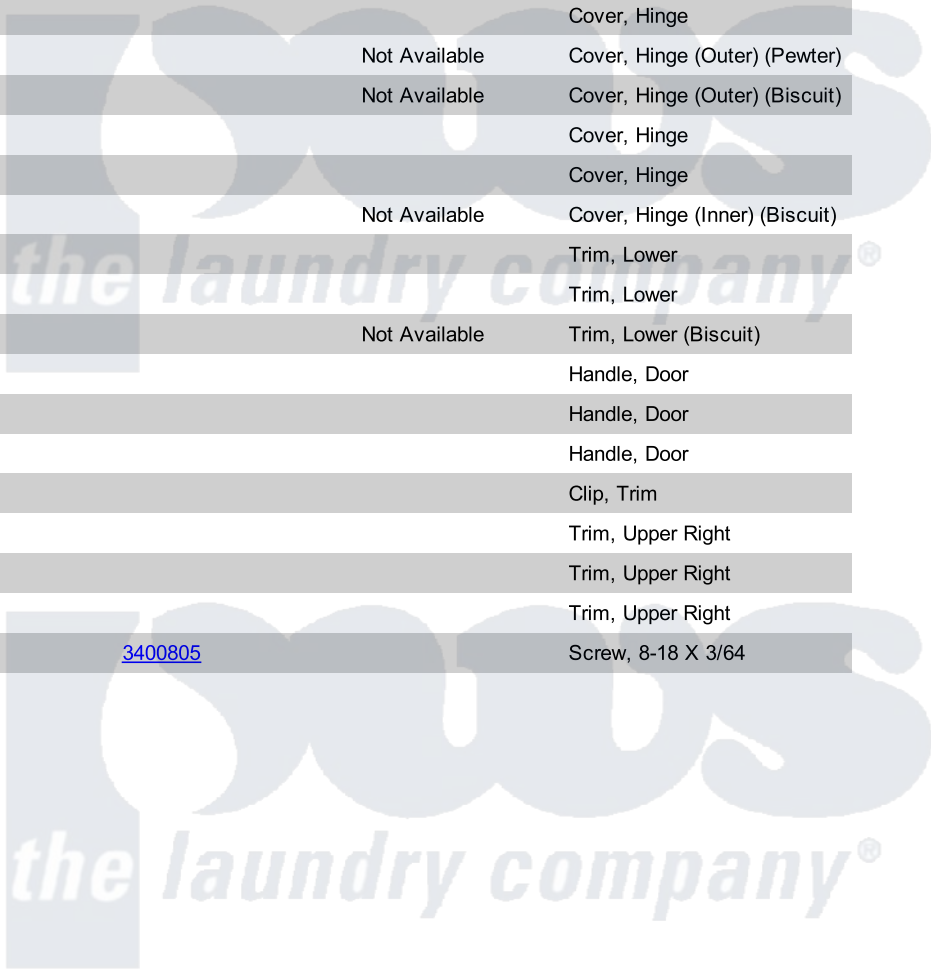 Cover, Hinge
Not Available Cover, Hinge (Outer) (Pewter)
Not Available Cover, Hinge (Outer) (Biscuit)
Cover, Hinge
Cover, Hinge
Not Available Cover, Hinge (Inner) (Biscuit)
Trim, Lower
the laundry company®
Trim, Lower
Not Available Trim, Lower (Biscuit)
Handle, Door
Handle, Door
Handle, Door
Clip, Trim
Trim, Upper Right
Trim, Upper Right
Trim, Upper Right
3400805 Screw, 8-18 X 3/64
pws
the laundry company®